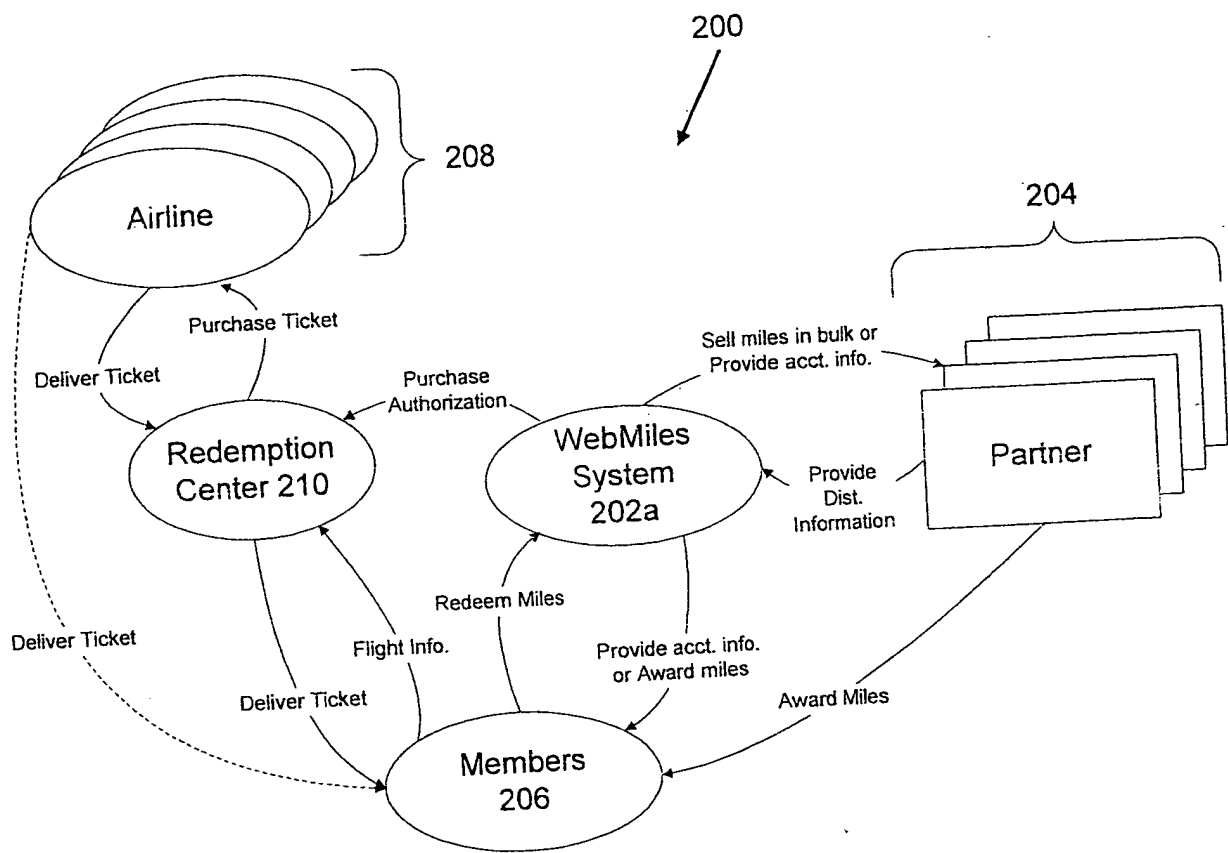 200
208
Airline
204
Purchase Ticket
Sell miles in bulk or
Provide acct. info.
Deliver Ticket
Purchase
Authorization
Redemption
Center 210
WebMiles
System
202a
Partner
Provide
Dist.
Information
Redeem Miles
Deliver Ticket
Flight Info.
Provide acct. info.
or Award miles
Deliver Ticket
Award Miles
Members
206